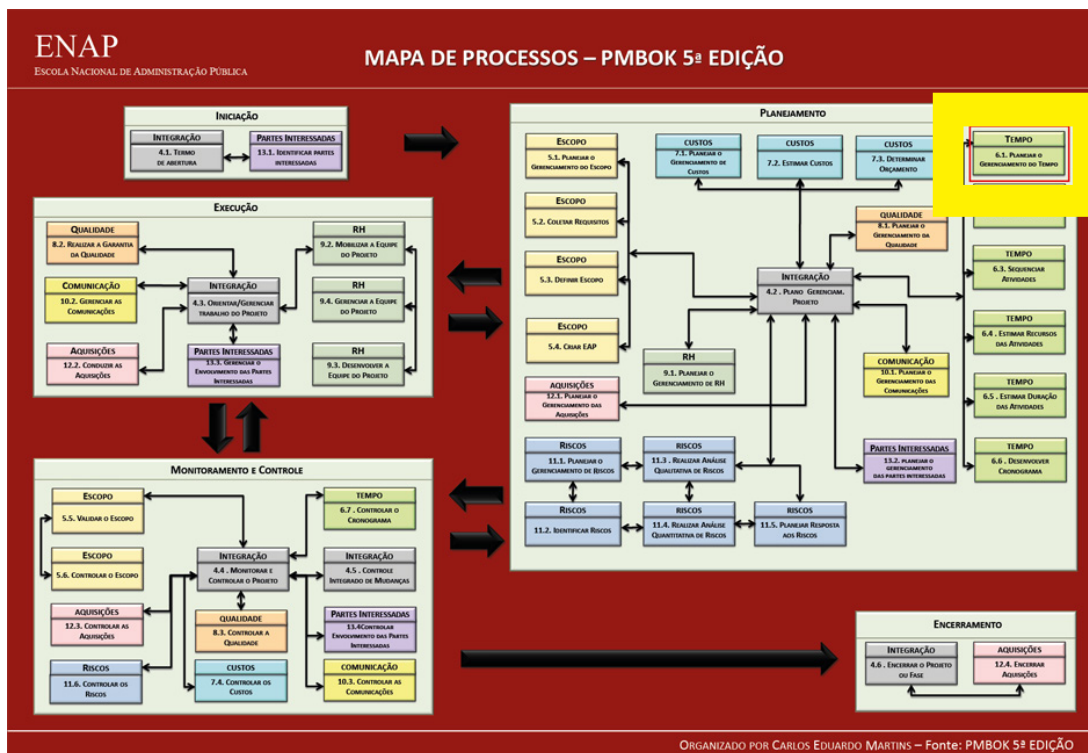 ENAP
ESCOLA NACIONAL DE ADMINISTRAÇÃO PÚBLICA
MAPA DE PROCESSOS – PMBOK 5ª EDIÇÃO
INICIAÇÃO
INTEGRAÇÃO
4.1. TERMO
DE ABERTURA
PARTES INTERESSADAS
13.1. IDENTIFICAR PARTES
INTERESSADAS
EXECUÇÃO
QUALIDADE
8.2. REALIZAR A GARANTIA
DA QUALIDADE
COMUNICAÇÃO
10.2. GERENCIAR AS
COMUNICAÇÕES
AQUISIÇÕES
12.2. CONDUZIR AS
AQUISIÇÕES
INTEGRAÇÃO
4.3. ORIENTAR/GERENCIAR
TRABALHO DO PROJETO
PARTES INTERESSADAS
13.3. GERENCIAR O
ENVOLVIMENTO DAS PARTES
INTERESSADAS
RH
9.2. MOBILIZAR A EQUIPE
DO PROJETO
RH
9.4. GERENCIAR A EQUIPE
DO PROJETO
RH
9.3. DESENVOLVER A
EQUIPE DO PROJETO
PLANEJAMENTO
ESCOPO
5.1. PLANEJAR O
GERENCIAMENTO DO ESCOPO
ESCOPO
5.2. COLETAR REQUISITOS
ESCOPO
5.3. DEFINIR ESCOPO
ESCOPO
5.4. CRIAR EAP
CUSTOS
7.1. PLANEJAR O
GERENCIAMENTO DE
CUSTOS
CUSTOS
7.2. ESTIMAR CUSTOS
CUSTOS
7.3. DETERMINAR
ORÇAMENTO
QUALIDADE
8.1. PLANEJAR O
GERENCIAMENTO DA
QUALIDADE
INTEGRAÇÃO
4.2 . PLANO GERENCIAM.
PROJETO
RH
9.1. PLANEJAR O
GERENCIAMENTO DE RH
AQUISIÇÕES
12.1. PLANEJAR O
GERENCIAMENTO DAS
AQUISIÇÕES
COMUNICAÇÃO
10.1. PLANEJAR O
GERENCIAMENTO DAS
COMUNICAÇÕES
PARTES INTERESSADAS
13.2. PLANEJAR O
GERENCIAMENTO
DAS PARTES INTERESSADAS
TEMPO
6.1. PLANEJAR O
GERENCIAMENTO DO TEMPO
TEMPO
6.3. SEQUENCIAR
ATIVIDADES
TEMPO
6.4 . ESTIMAR RECURSOS
DAS ATIVIDADES
TEMPO
6.5 . ESTIMAR DURAÇÃO
DAS ATIVIDADES
TEMPO
6.6 . DESENVOLVER
CRONOGRAMA
RISCOS
11.1. PLANEJAR O
GERENCIAMENTO DE RISCOS
RISCOS
11.3 . REALIZAR ANÁLISE
QUALITATIVA DE RISCOS
RISCOS
11.2. IDENTIFICAR RISCOS
RISCOS
11.4. REALIZAR ANÁLISE
QUANTITATIVA DE RISCOS
RISCOS
11.5. PLANJAR RESPOSTA
AOS RISCOS
MONITORAMENTO E CONTROLE
ESCOPO
5.5. VALIDAR O ESCOPO
ESCOPO
5.6. CONTROLAR O ESCOPO
AQUISIÇÕES
12.3. CONTROLAR AS
AQUISIÇÕES
RISCOS
11.6. CONTROLAR OS
RISCOS
INTEGRAÇÃO
4.4 . MONITORAR E
CONTROLAR O PROJETO
QUALIDADE
8.3. CONTROLAR A
QUALIDADE
CUSTOS
7.4. CONTROLAR OS
CUSTOS
TEMPO
6.7 . CONTROLAR O
CRONOGRAMA
INTEGRAÇÃO
4.5 . CONTROLE
INTEGRADO DE MUDANÇAS
PARTES INTERESSADAS
13.4CONTROLAR
ENVOLVIMENTO DAS PARTES
INTERESSADAS
COMUNICAÇÃO
10.3. CONTROLAR AS
COMUNICAÇÕES
ENCERRAMENTO
INTEGRAÇÃO
4.6 . ENCERRAR O PROJETO
OU FASE
AQUISIÇÕES
12.4. ENCERRAR
AQUISIÇÕES
ORGANIZADO POR CARLOS EDUARDO MARTINS – Fonte: PMBOK 5ª EDIÇÃO